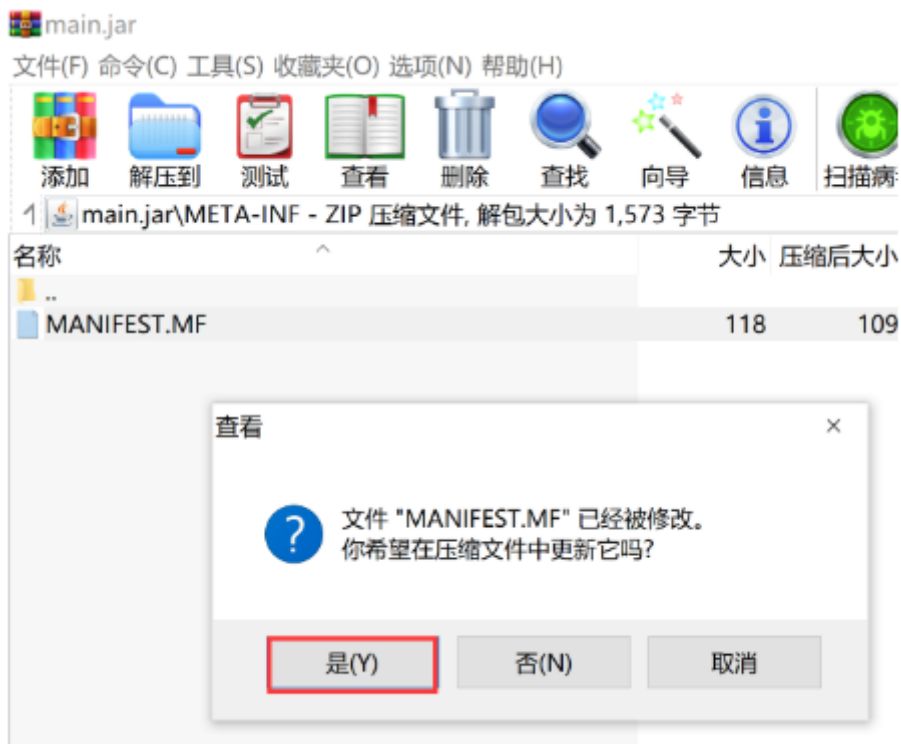 main.jar
文件(F) 命令(C) 工具(S) 收藏夹(O) 选项(N) 帮助(H)
添加 解压到 测试 查看 删除 查找 向导 信息 扫描病
main.jar\META-INF - ZIP 压缩文件, 解包大小为 1,573 字节
名称 大小 压缩后大小
..
MANIFEST.MF 118 109
查看
文件 "MANIFEST.MF" 已经被修改。
你希望在压缩文件中更新它吗?
是(Y) 否(N) 取消